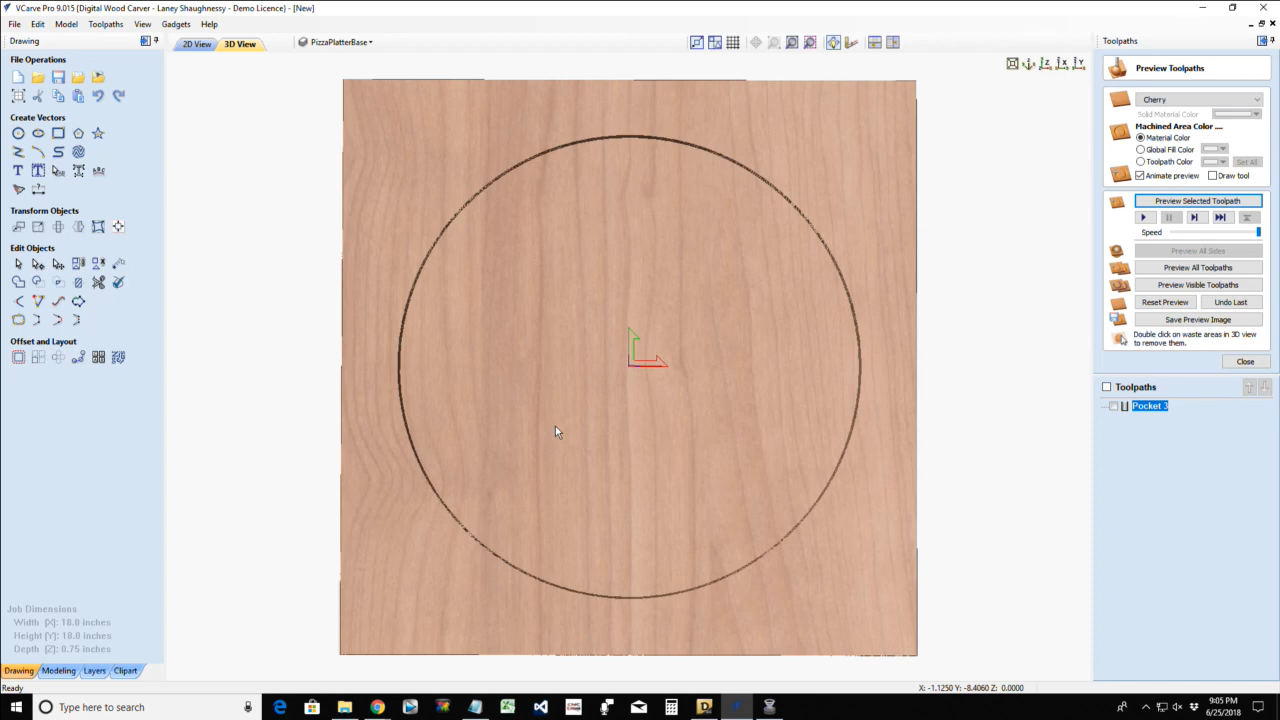 VCarve Pro 9.015 {Digital Wood Carver - Laney Shaughnessy - Demo Licence} - [New]
File Edit Model Toolpaths View Gadgets Help
Drawing
2D View 3D View PizzaPlatterBase
File Operations
Create Vectors
Transform Objects
Edit Objects
Offset and Layout
Job Dimensions
Width (X): 18.0 inches
Height (Y): 18.0 inches
Depth (Z): 0.75 inches
Drawing Modeling Layers Clipart
Ready
X: -1.1250 Y: -8.4060 Z: 0.0000
Z X Y
Toolpaths
Preview Toolpaths
Cherry
Solid Material Color
Machined Area Color ....
Material Color
Global Fill Color
Toolpath Color Set All
Animate preview Draw tool
Preview Selected Toolpath
Speed
Preview All Sides
Preview All Toolpaths
Preview Visible Toolpaths
Reset Preview Undo Last
Save Preview Image
Double click on waste areas in 3D view
to remove them.
Close
Toolpaths
Pocket 3
Type here to search
9:05 PM
6/25/2018